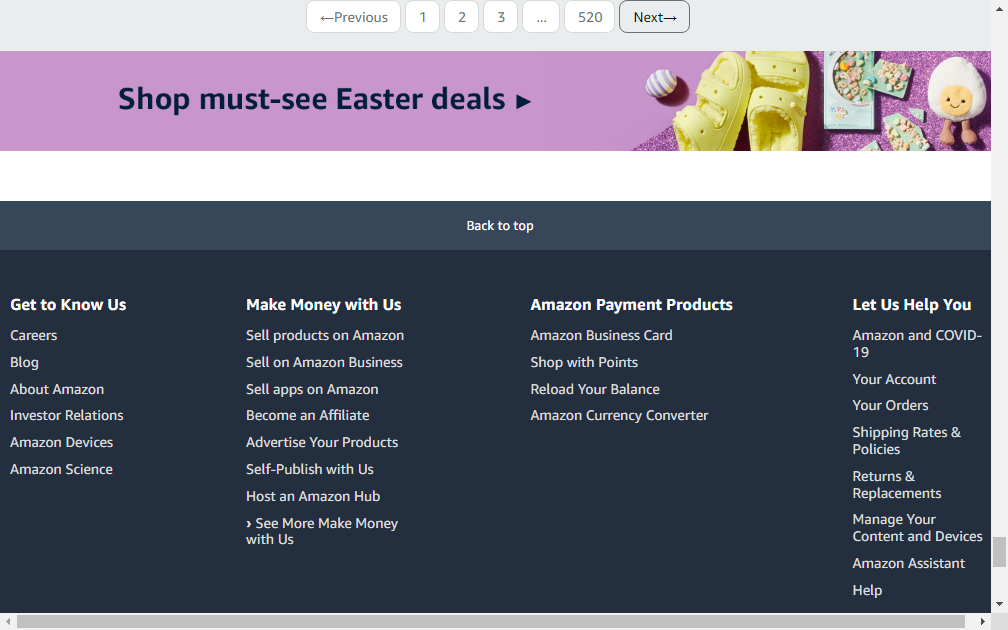 ←Previous 1 2 3 ... 520 Next→
Shop must-see Easter deals ▸
Back to top
Get to Know Us
Careers
Blog
About Amazon
Investor Relations
Amazon Devices
Amazon Science
Make Money with Us
Sell products on Amazon
Sell on Amazon Business
Sell apps on Amazon
Become an Affiliate
Advertise Your Products
Self-Publish with Us
Host an Amazon Hub
› See More Make Money
with Us
Amazon Payment Products
Amazon Business Card
Shop with Points
Reload Your Balance
Amazon Currency Converter
Let Us Help You
Amazon and COVID-
19
Your Account
Your Orders
Shipping Rates &
Policies
Returns &
Replacements
Manage Your
Content and Devices
Amazon Assistant
Help